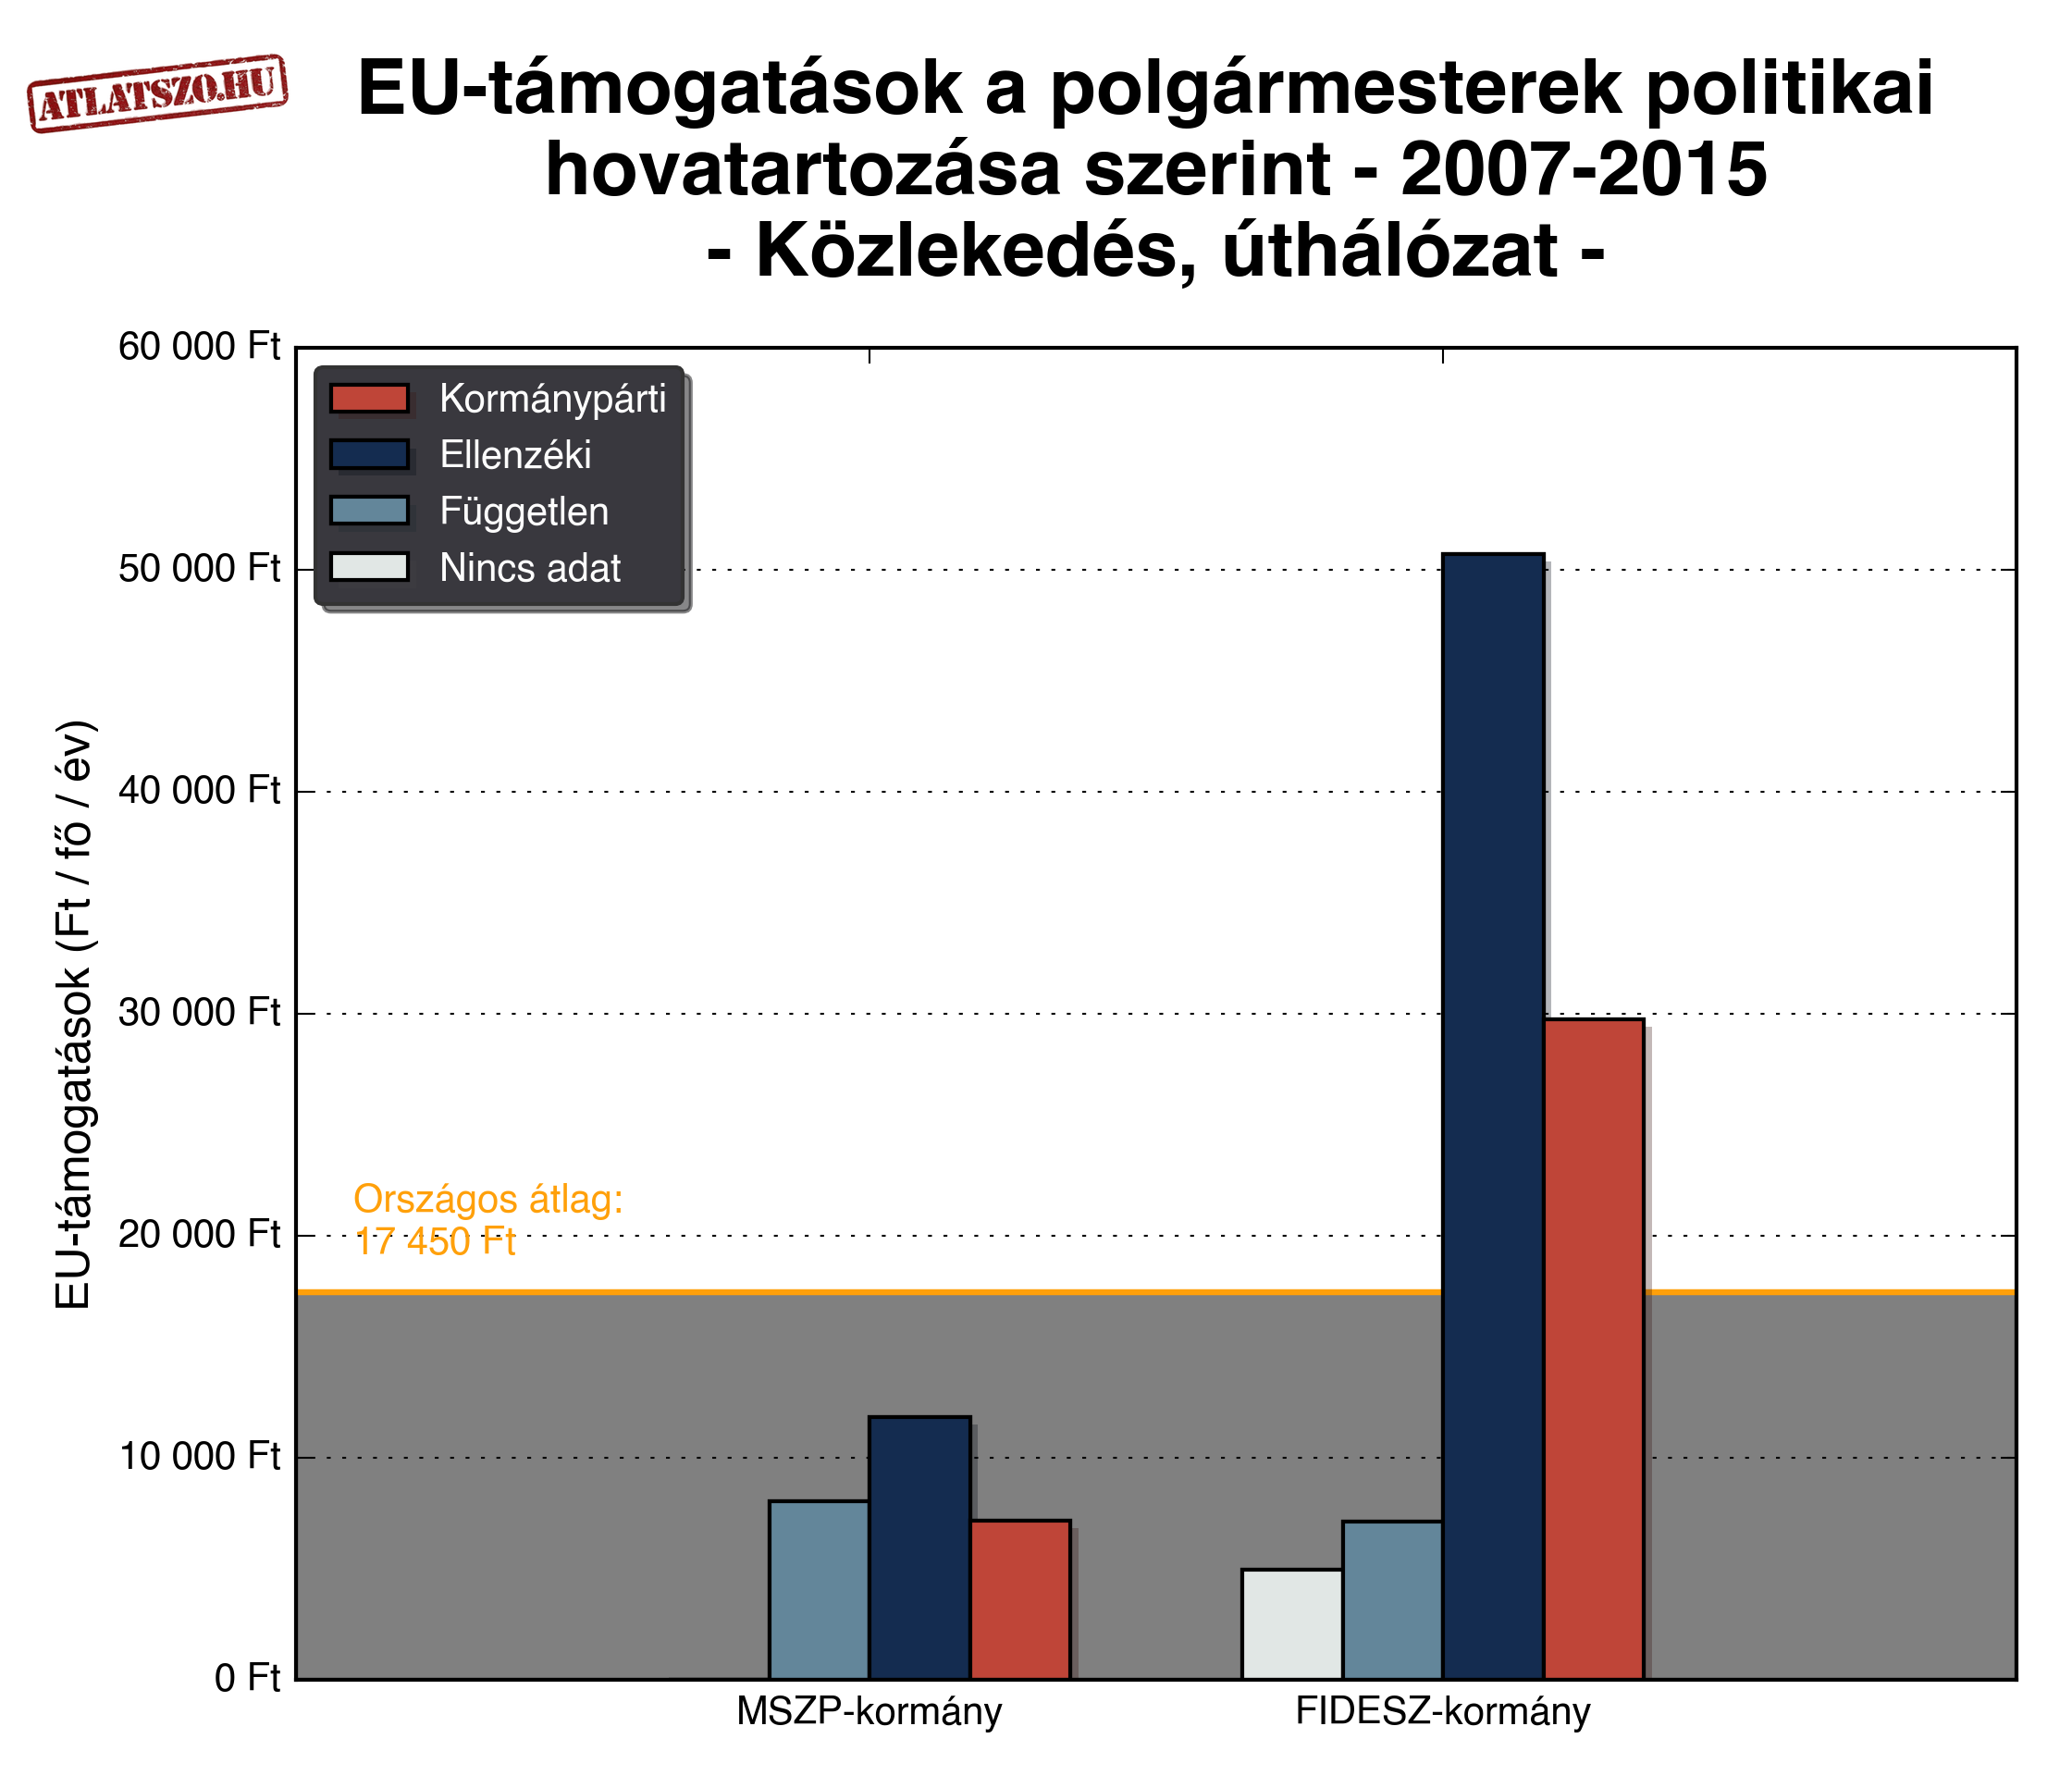 ATLATSZO.HU
EU-támogatások a polgármesterek politikai
hovatartozása szerint - 2007-2015
- Közlekedés, úthálózat -
60 000 Ft
50 000 Ft
40 000 Ft
30 000 Ft
20 000 Ft
10 000 Ft
0 Ft
EU-támogatások (Ft / fő / év)
Kormánypárti
Ellenzéki
Független
Nincs adat
Országos átlag:
17 450 Ft
MSZP-kormány
FIDESZ-kormány